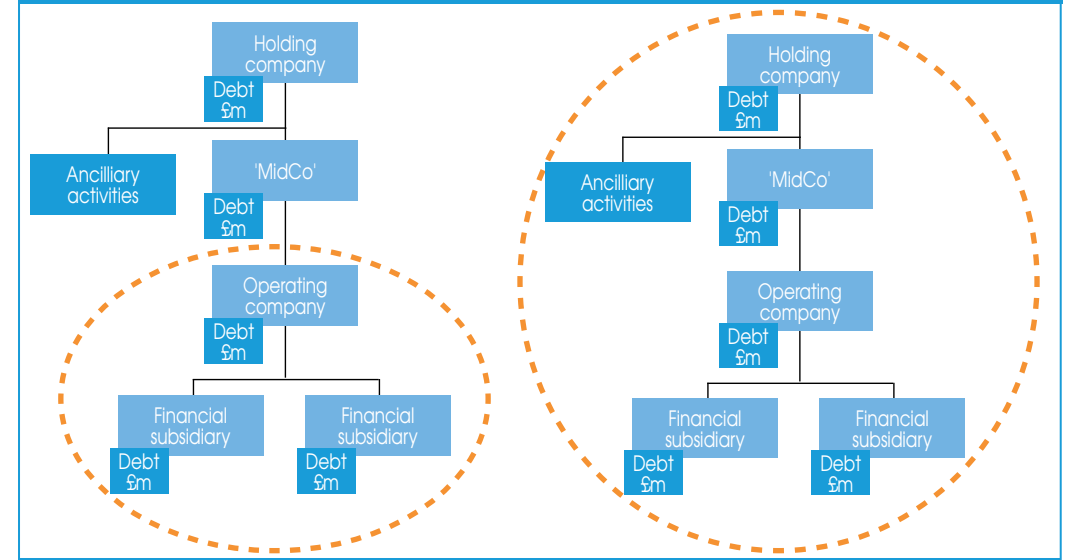 Holding
company
Debt
£m
Ancilliary
activities
'MidCo'
Debt
£m
Operating
company
Debt
£m
Financial
subsidiary
Debt
£m
Financial
subsidiary
Debt
£m
Holding
company
Debt
£m
Ancilliary
activities
'MidCo'
Debt
£m
Operating
company
Debt
£m
Financial
subsidiary
Debt
£m
Financial
subsidiary
Debt
£m